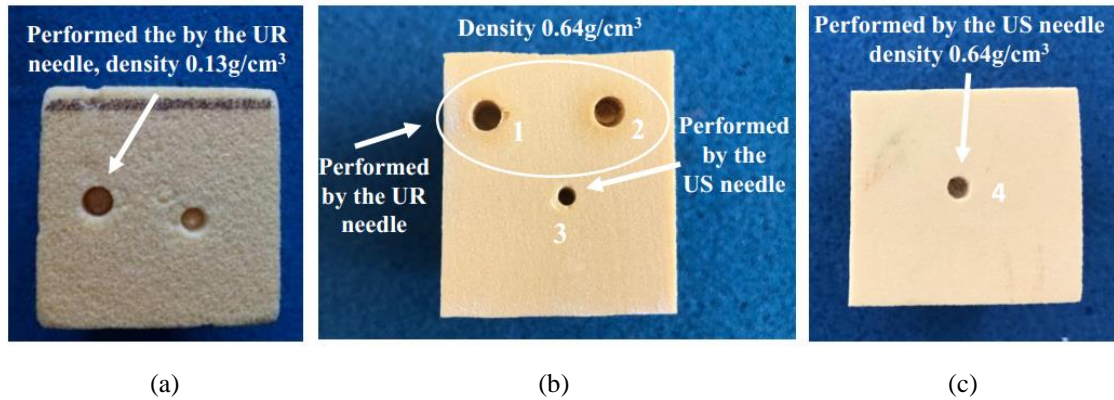 Performed the by the UR
needle, density 0.13g/cm³
(a)
Density 0.64g/cm³
1
2
Performed
by the UR
needle
Performed
by the
US needle
3
(b)
Performed by the US needle
density 0.64g/cm³
4
(c)